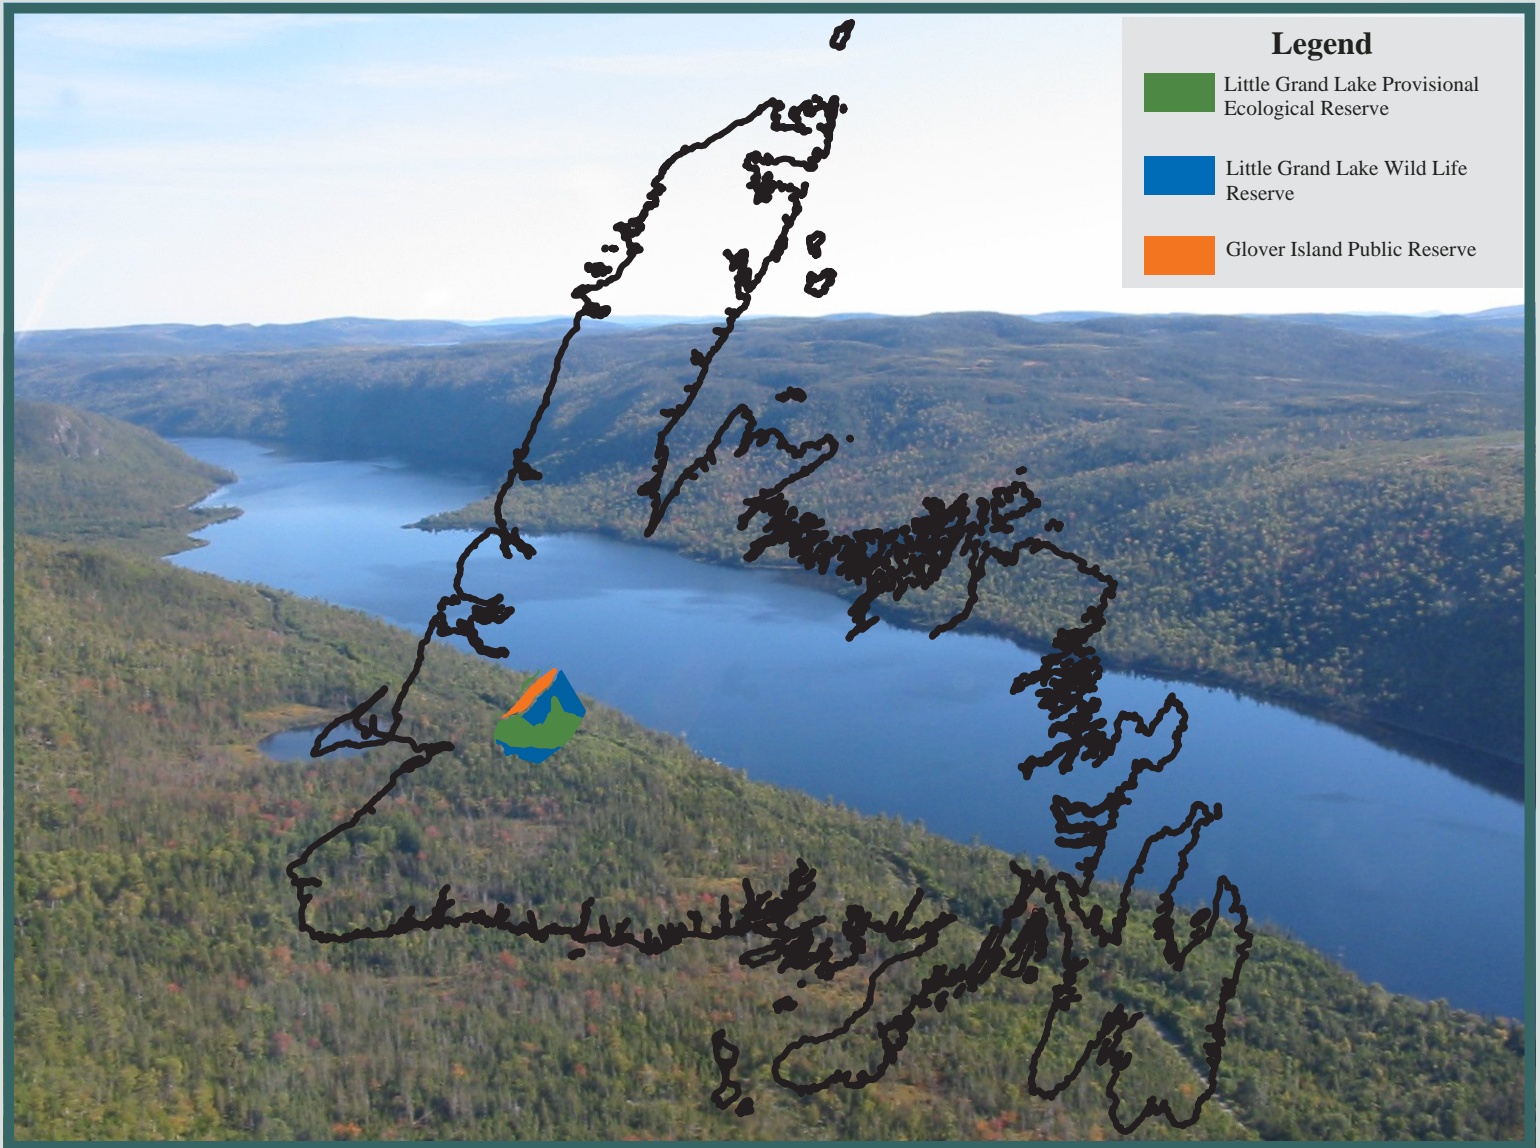 Legend
Little Grand Lake Provisional
Ecological Reserve
Little Grand Lake Wild Life
Reserve
Glover Island Public Reserve